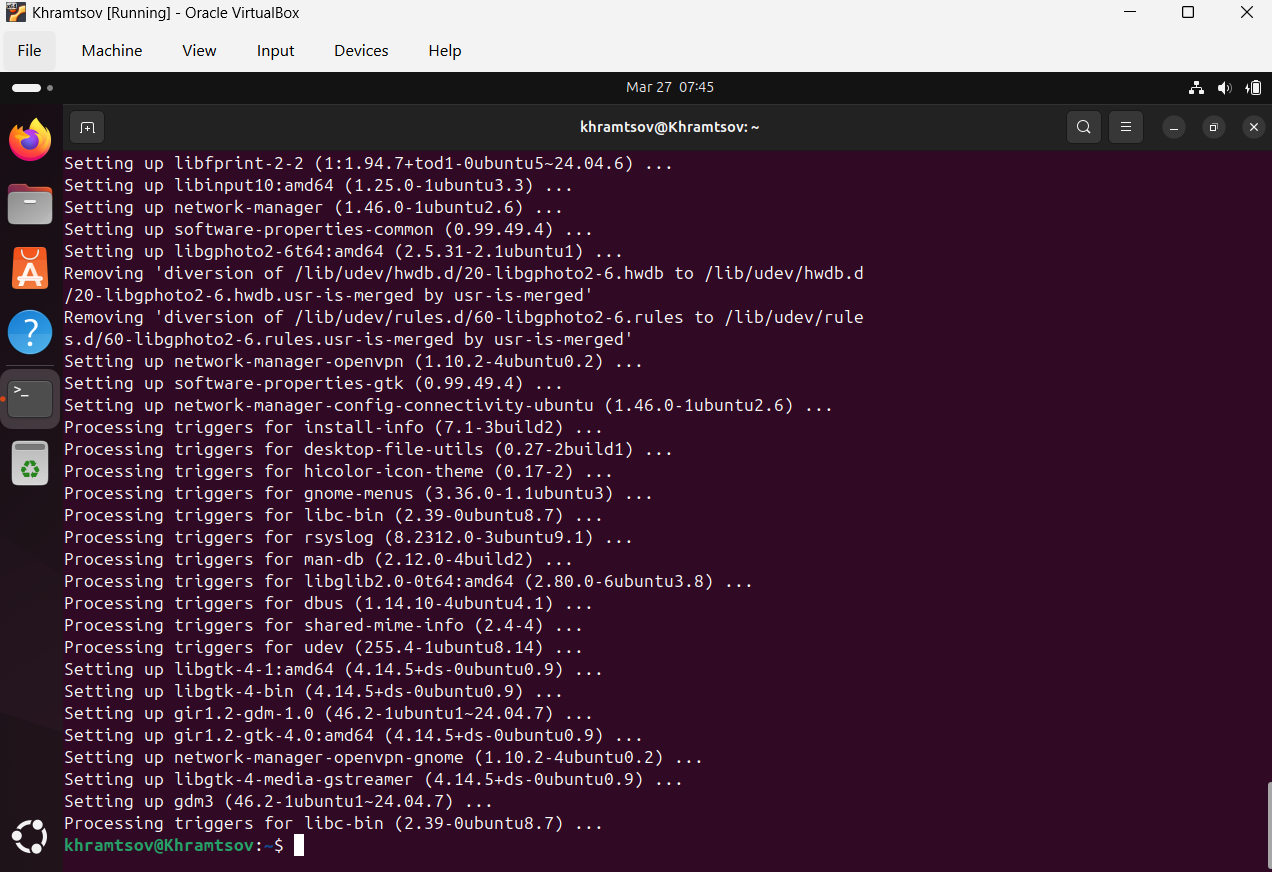 Khramtsov [Running] - Oracle VirtualBox
File Machine View Input Devices Help
Mar 27 07:45
khramtsov@Khramtsov: ~
Setting up libfprint-2-2 (1:1.94.7+tod1-0ubuntu5~24.04.6) ...
Setting up libinput10:amd64 (1.25.0-1ubuntu3.3) ...
Setting up network-manager (1.46.0-1ubuntu2.6) ...
Setting up software-properties-common (0.99.49.4) ...
Setting up libgphoto2-6t64:amd64 (2.5.31-2.1ubuntu1) ...
Removing 'diversion of /lib/udev/hwdb.d/20-libgphoto2-6.hwdb to /lib/udev/hwdb.d
/20-libgphoto2-6.hwdb.usr-is-merged by usr-is-merged'
Removing 'diversion of /lib/udev/rules.d/60-libgphoto2-6.rules to /lib/udev/rule
s.d/60-libgphoto2-6.rules.usr-is-merged by usr-is-merged'
Setting up network-manager-openvpn (1.10.2-4ubuntu0.2) ...
Setting up software-properties-gtk (0.99.49.4) ...
Setting up network-manager-config-connectivity-ubuntu (1.46.0-1ubuntu2.6) ...
Processing triggers for install-info (7.1-3build2) ...
Processing triggers for desktop-file-utils (0.27-2build1) ...
Processing triggers for hicolor-icon-theme (0.17-2) ...
Processing triggers for gnome-menus (3.36.0-1.1ubuntu3) ...
Processing triggers for libc-bin (2.39-0ubuntu8.7) ...
Processing triggers for rsyslog (8.2312.0-3ubuntu9.1) ...
Processing triggers for man-db (2.12.0-4build2) ...
Processing triggers for libglib2.0-0t64:amd64 (2.80.0-6ubuntu3.8) ...
Processing triggers for dbus (1.14.10-4ubuntu4.1) ...
Processing triggers for shared-mime-info (2.4-4) ...
Processing triggers for udev (255.4-1ubuntu8.14) ...
Setting up libgtk-4-1:amd64 (4.14.5+ds-0ubuntu0.9) ...
Setting up libgtk-4-bin (4.14.5+ds-0ubuntu0.9) ...
Setting up gir1.2-gdm-1.0 (46.2-1ubuntu1~24.04.7) ...
Setting up gir1.2-gtk-4.0:amd64 (4.14.5+ds-0ubuntu0.9) ...
Setting up network-manager-openvpn-gnome (1.10.2-4ubuntu0.2) ...
Setting up libgtk-4-media-gstreamer (4.14.5+ds-0ubuntu0.9) ...
Setting up gdm3 (46.2-1ubuntu1~24.04.7) ...
Processing triggers for libc-bin (2.39-0ubuntu8.7) ...
khramtsov@Khramtsov:~$